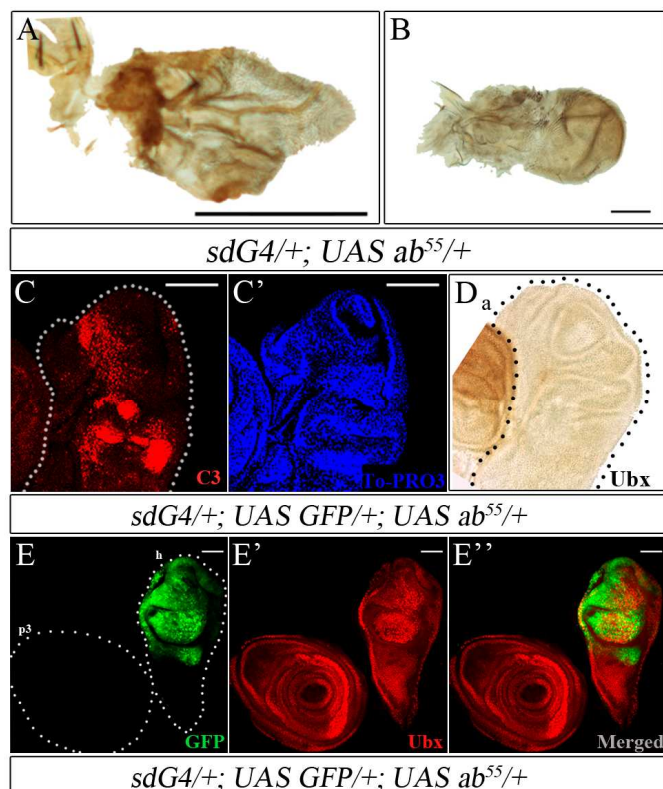 A
B
sdG4/+; UAS ab⁵⁵/+
C
C'
D
a
C3
To-PRO3
Ubx
sdG4/+; UAS GFP/+; UAS ab⁵⁵/+
E
E'
E''
h
p3
GFP
Ubx
Merged
sdG4/+; UAS GFP/+; UAS ab⁵⁵/+